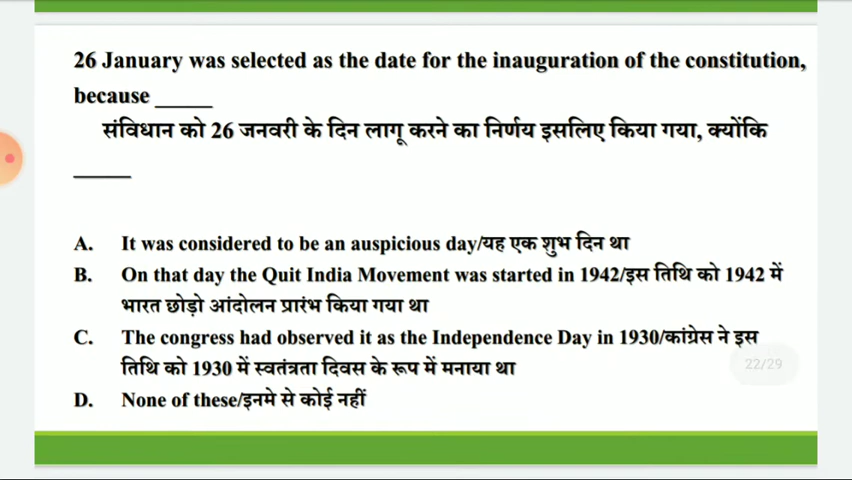 26 January was selected as the date for the inauguration of the constitution,
because _____
संविधान को 26 जनवरी के दिन लागू करने का निर्णय इसलिए किया गया, क्योंकि
_____
A. It was considered to be an auspicious day/यह एक शुभ दिन था
B. On that day the Quit India Movement was started in 1942/इस तिथि को 1942 में
भारत छोड़ो आंदोलन प्रारंभ किया गया था
C. The congress had observed it as the Independence Day in 1930/कांग्रेस ने इस
तिथि को 1930 में स्वतंत्रता दिवस के रूप में मनाया था
22/29
D. None of these/इनमे से कोई नहीं